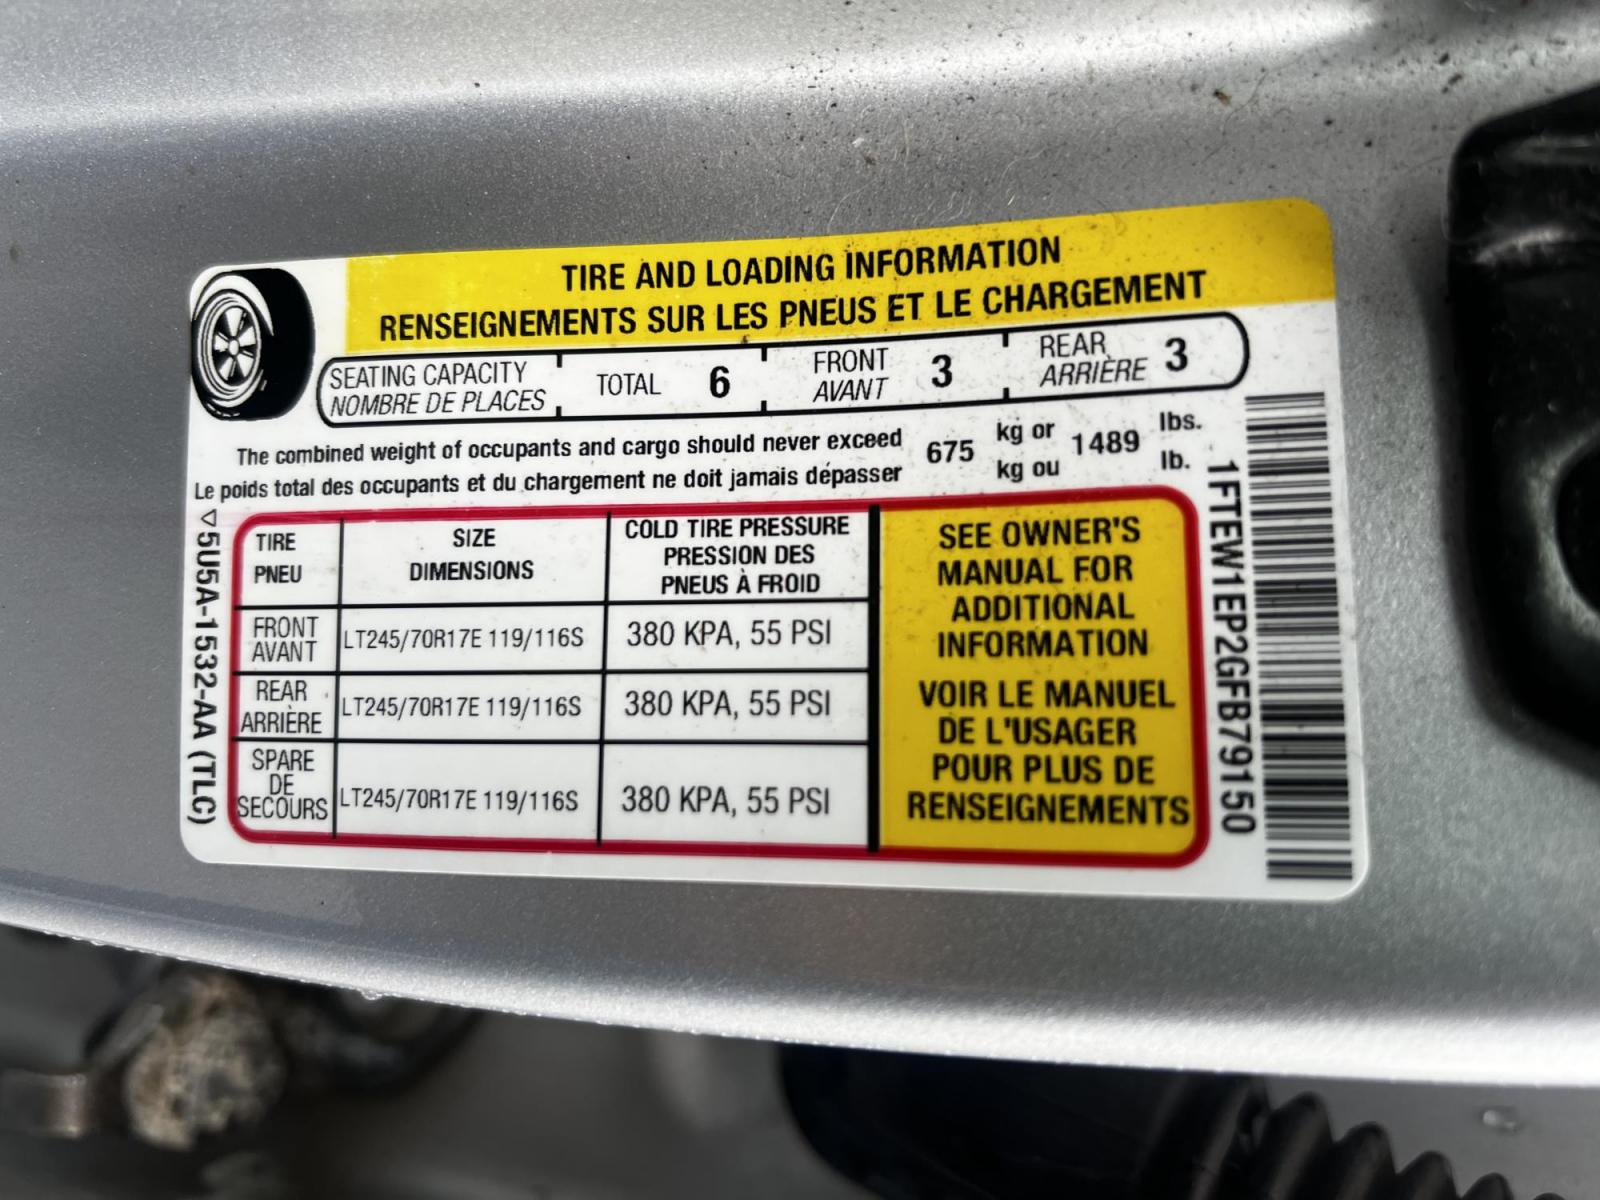 TIRE AND LOADING INFORMATION
RENSEIGNEMENTS SUR LES PNEUS ET LE CHARGEMENT
SEATING CAPACITY TOTAL 6 FRONT 3 REAR 3
NOMBRE DE PLACES AVANT ARRIÈRE
The combined weight of occupants and cargo should never exceed 675 kg or 1489 lbs.
Le poids total des occupants et du chargement ne doit jamais dépasser kg ou lb.
TIRE SIZE COLD TIRE PRESSURE
PNEU DIMENSIONS PRESSION DES
PNEUS À FROID
FRONT
AVANT LT245/70R17E 119/116S 380 KPA, 55 PSI
REAR
ARRIÈRE LT245/70R17E 119/116S 380 KPA, 55 PSI
SPARE
DE
SECOURS LT245/70R17E 119/116S 380 KPA, 55 PSI
SEE OWNER'S
MANUAL FOR
ADDITIONAL
INFORMATION
VOIR LE MANUEL
DE L'USAGER
POUR PLUS DE
RENSEIGNEMENTS
5U5A-1532-AA (TLC)
1FTEW1EP2GFB79150